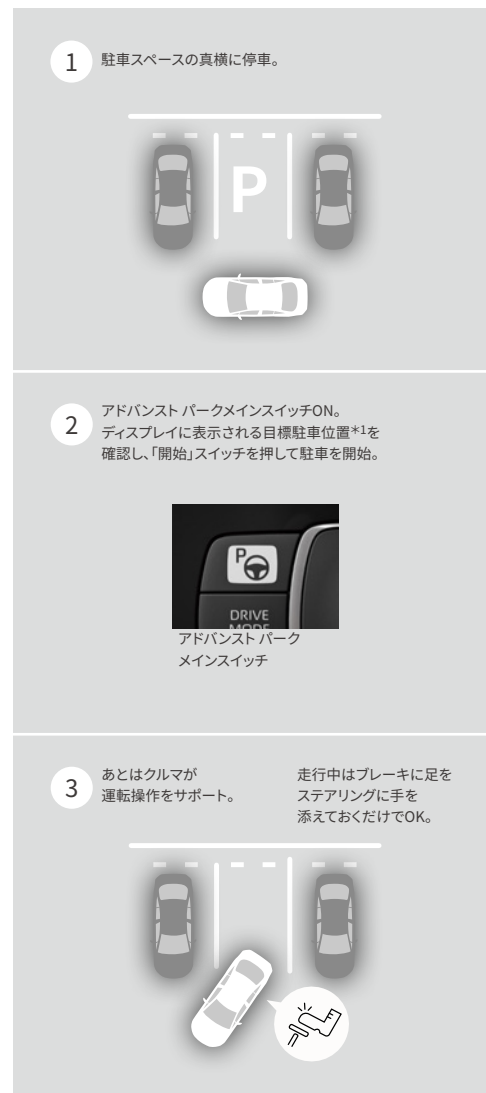 1
駐車スペースの真横に停車。
P
2
アドバンスト パークメインスイッチON。
ディスプレイに表示される目標駐車位置*1を
確認し、「開始」スイッチを押して駐車を開始。
P
DRIVE
MODE
アドバンスト パーク
メインスイッチ
3
あとはクルマが
運転操作をサポート。
走行中はブレーキに足を
ステアリングに手を
添えておくだけでOK。